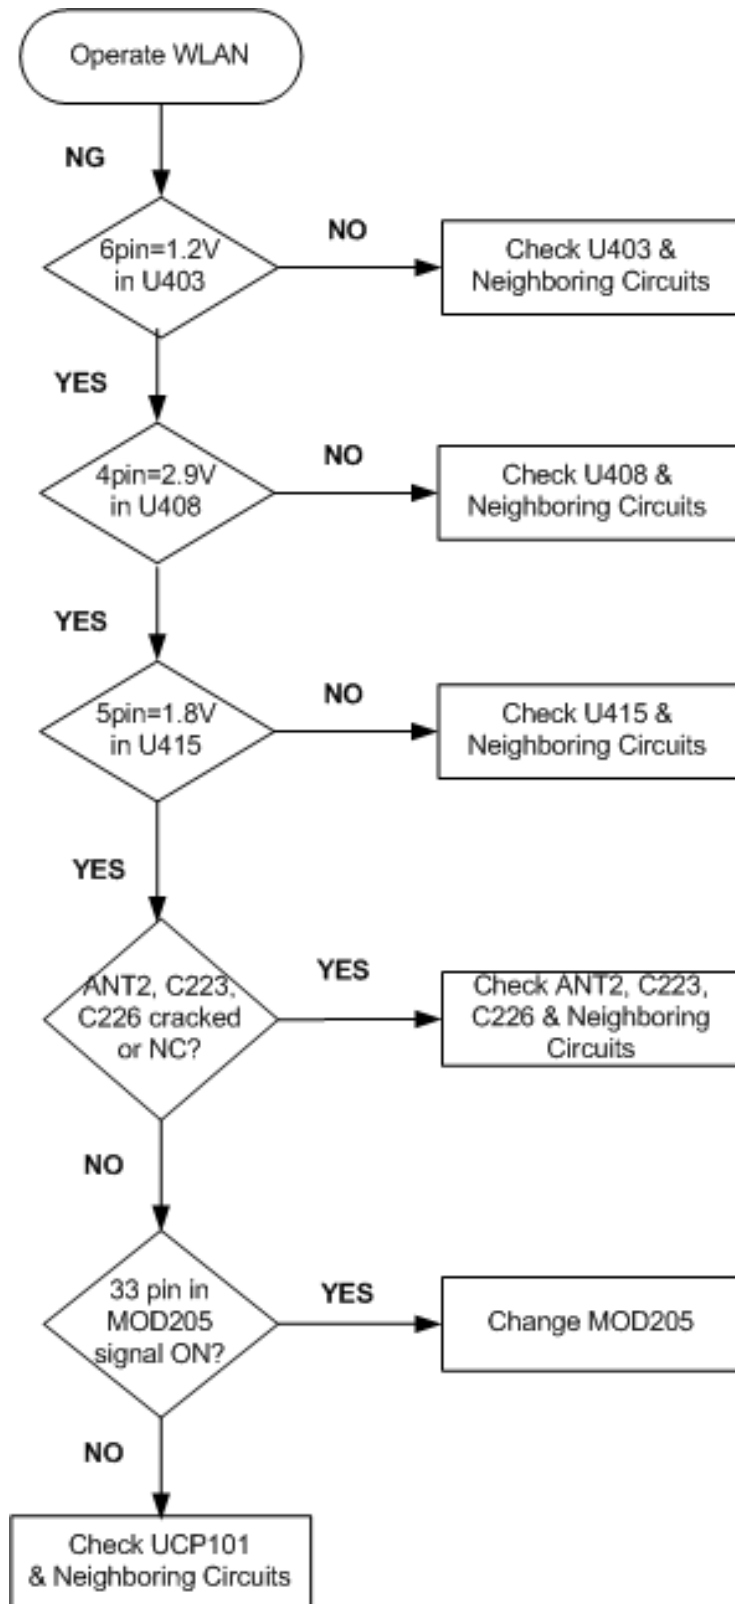 Operate WLAN
NG
6pin=1.2V
in U403
NO
Check U403 &
Neighboring Circuits
YES
4pin=2.9V
in U408
NO
Check U408 &
Neighboring Circuits
YES
5pin=1.8V
in U415
NO
Check U415 &
Neighboring Circuits
YES
ANT2, C223,
C226 cracked
or NC?
YES
Check ANT2, C223,
C226 & Neighboring
Circuits
NO
33 pin in
MOD205
signal ON?
YES
Change MOD205
NO
Check UCP101
& Neighboring Circuits